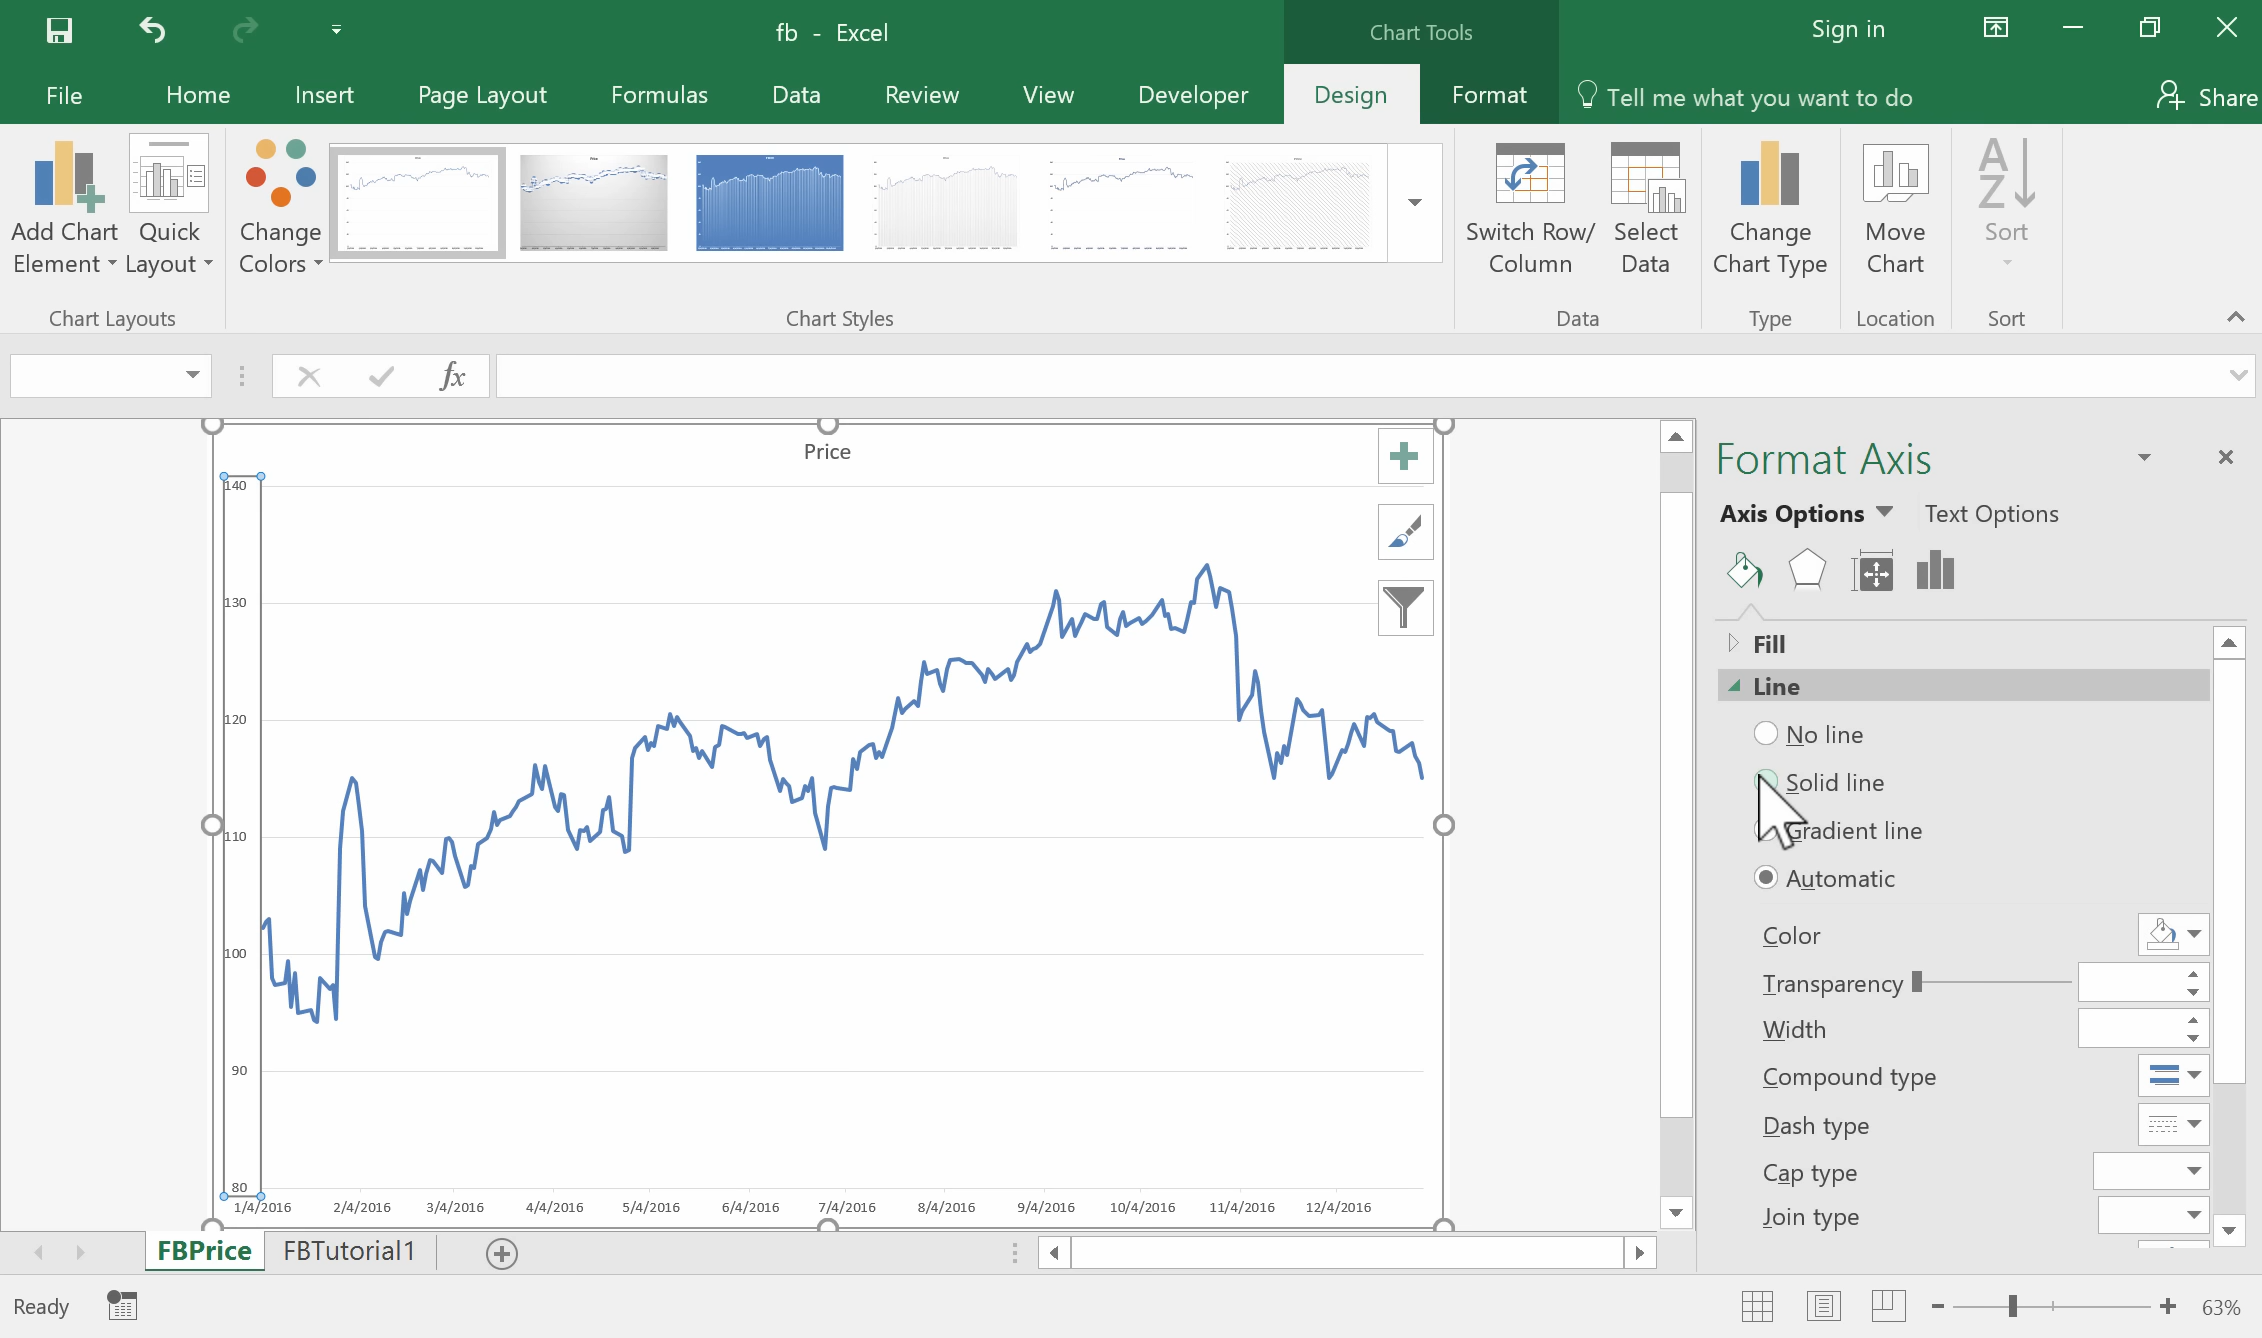 fb - Excel
Chart Tools
Sign in
File Home Insert Page Layout Formulas Data Review View Developer Design Format Tell me what you want to do Share
Add Chart Element
Quick Layout
Change Colors
Switch Row/ Column
Select Data
Change Chart Type
Move Chart
A
Z
Sort
Chart Layouts
Chart Styles
Data
Type
Location
Sort
fx
Price
140
130
120
110
100
90
80
1/4/2016 2/4/2016 3/4/2016 4/4/2016 5/4/2016 6/4/2016 7/4/2016 8/4/2016 9/4/2016 10/4/2016 11/4/2016 12/4/2016
Format Axis
Axis Options Text Options
Fill
Line
No line
Solid line
Gradient line
Automatic
Color
Transparency
Width
Compound type
Dash type
Cap type
Join type
FBPrice FBTutorial1
Ready
63%